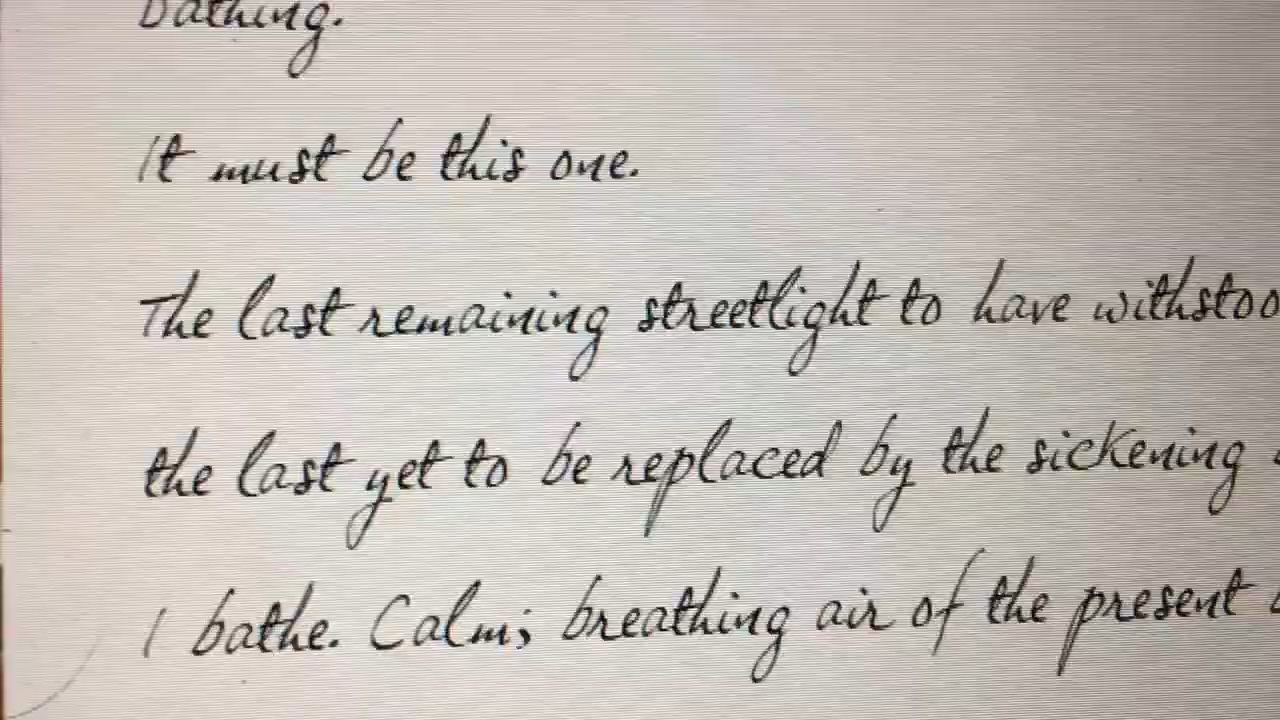 Bathing.
It must be this one.
The last remaining streetlight to have withstoo
the last yet to be replaced by the sickening
I bathe. Calm; breathing air of the present